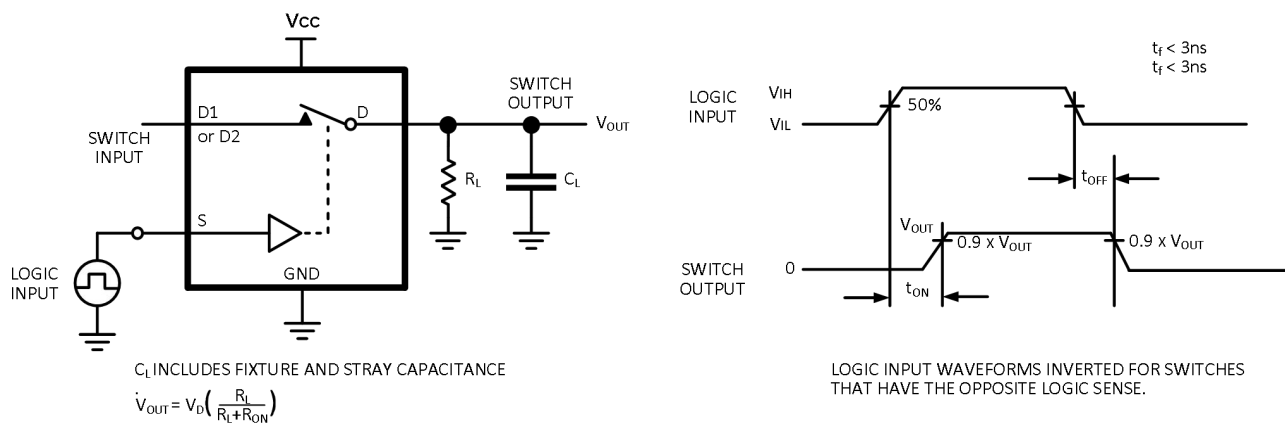 Vcc
SWITCH
OUTPUT
D1
D
VOUT
SWITCH
INPUT
or D2
RL
CL
S
LOGIC
INPUT
GND
CL INCLUDES FIXTURE AND STRAY CAPACITANCE
VOUT = VD( RL / RL+RON )
tf < 3ns
tf < 3ns
LOGIC
INPUT
VIH
VIL
50%
tOFF
VOUT
0.9 x VOUT
0.9 x VOUT
SWITCH
OUTPUT
0
tON
LOGIC INPUT WAVEFORMS INVERTED FOR SWITCHES
THAT HAVE THE OPPOSITE LOGIC SENSE.